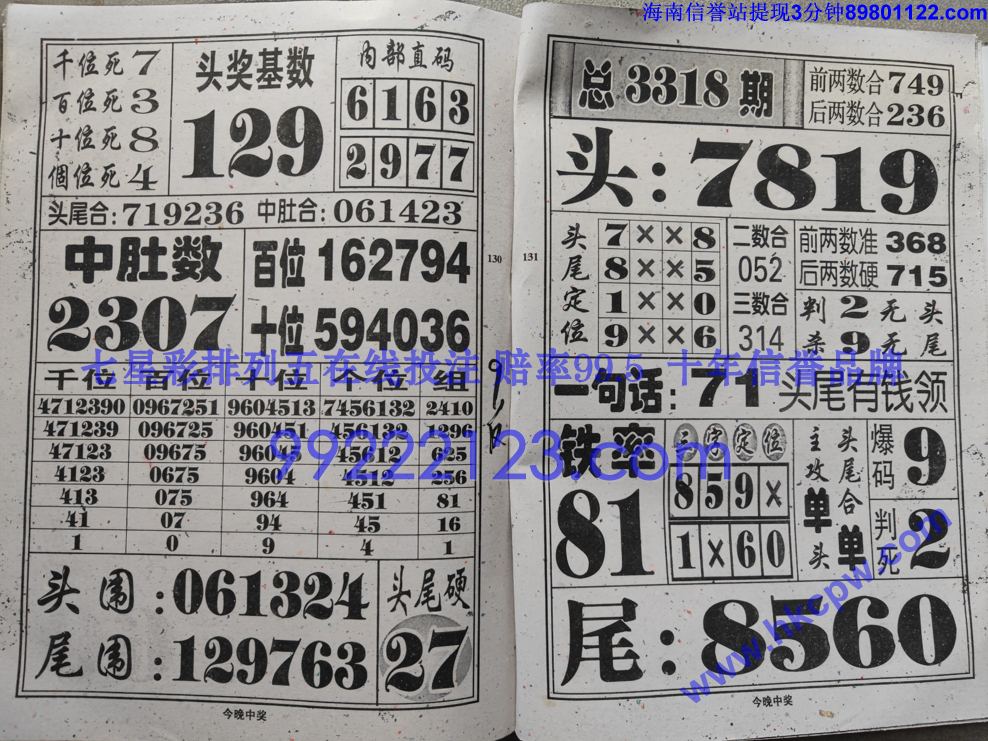 海南信誉站提现3分钟89801122.com
千位死7
百位死3
十位死8
個位死4
头奖基数
129
内部直码
6163
2977
头尾合:719236 中肚合:061423
中肚数
2307
百位162794
十位594036
千位 百位 十位 个位 组
4712390 0967251 9604513 7456132 2410
471239 096725 960451 456132 1396
47123 09675 96045 45612 625
4123 0675 9604 4512 256
413 075 964 451 81
41 07 94 45 16
1 0 9 4 1
头围:061324
尾围:129763
头尾硬
27
今晚中奖
130
131
总3318期
前两数合749
后两数合236
头:7819
头尾定位
7××8
8××5
1××0
9××6
二数合
052
三数合
314
前两数准368
后两数硬715
判2无头
杀9无尾
一句话:71头尾有钱领
铁率
81
三字定位
859×
1×60
主攻单头
头尾合单
爆码9
判死2
尾:8560
今晚中奖
七星彩排列五在线投注 赔率99.5 十年信誉品牌
99222123.com
www.hkcpw.com